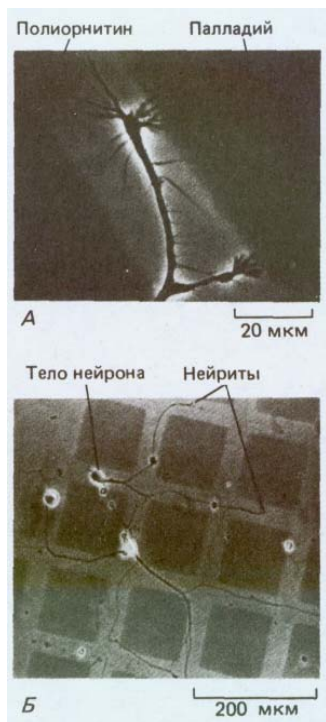 Полиорнитин Палладий
А
20 мкм
Тело нейрона Нейриты
Б
200 мкм